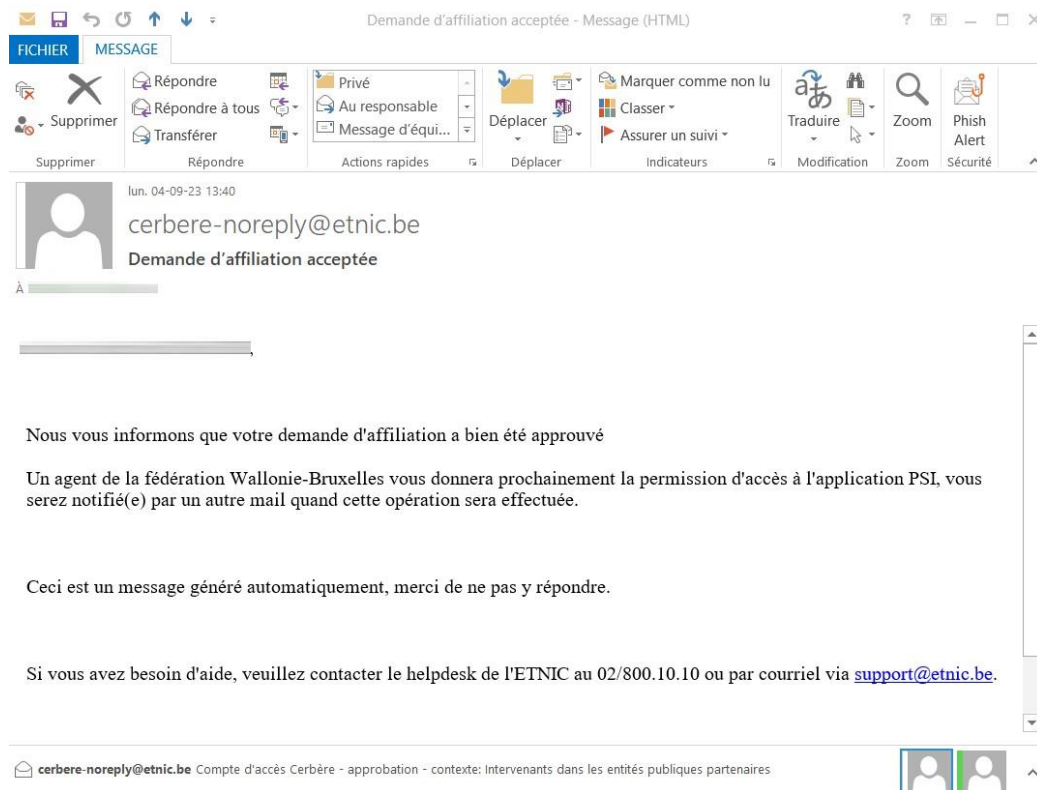 Demande d'affiliation acceptée - Message (HTML)
?
FICHIER MESSAGE
Supprimer
Répondre
Répondre à tous
Transférer
Privé
Au responsable
Message d'équi...
Déplacer
Marquer comme non lu
Classer
Assurer un suivi
Traduire
Zoom
Phish Alert
Supprimer Répondre Actions rapides Déplacer Indicateurs Modification Zoom Sécurité
lun. 04-09-23 13:40
cerbere-noreply@etnic.be
Demande d'affiliation acceptée
À
,
Nous vous informons que votre demande d'affiliation a bien été approuvé
Un agent de la fédération Wallonie-Bruxelles vous donnera prochainement la permission d'accès à l'application PSI, vous
serez notifié(e) par un autre mail quand cette opération sera effectuée.
Ceci est un message généré automatiquement, merci de ne pas y répondre.
Si vous avez besoin d'aide, veuillez contacter le helpdesk de l'ETNIC au 02/800.10.10 ou par courriel via support@etnic.be.
cerbere-noreply@etnic.be Compte d'accès Cerbère - approbation - contexte: Intervenants dans les entités publiques partenaires